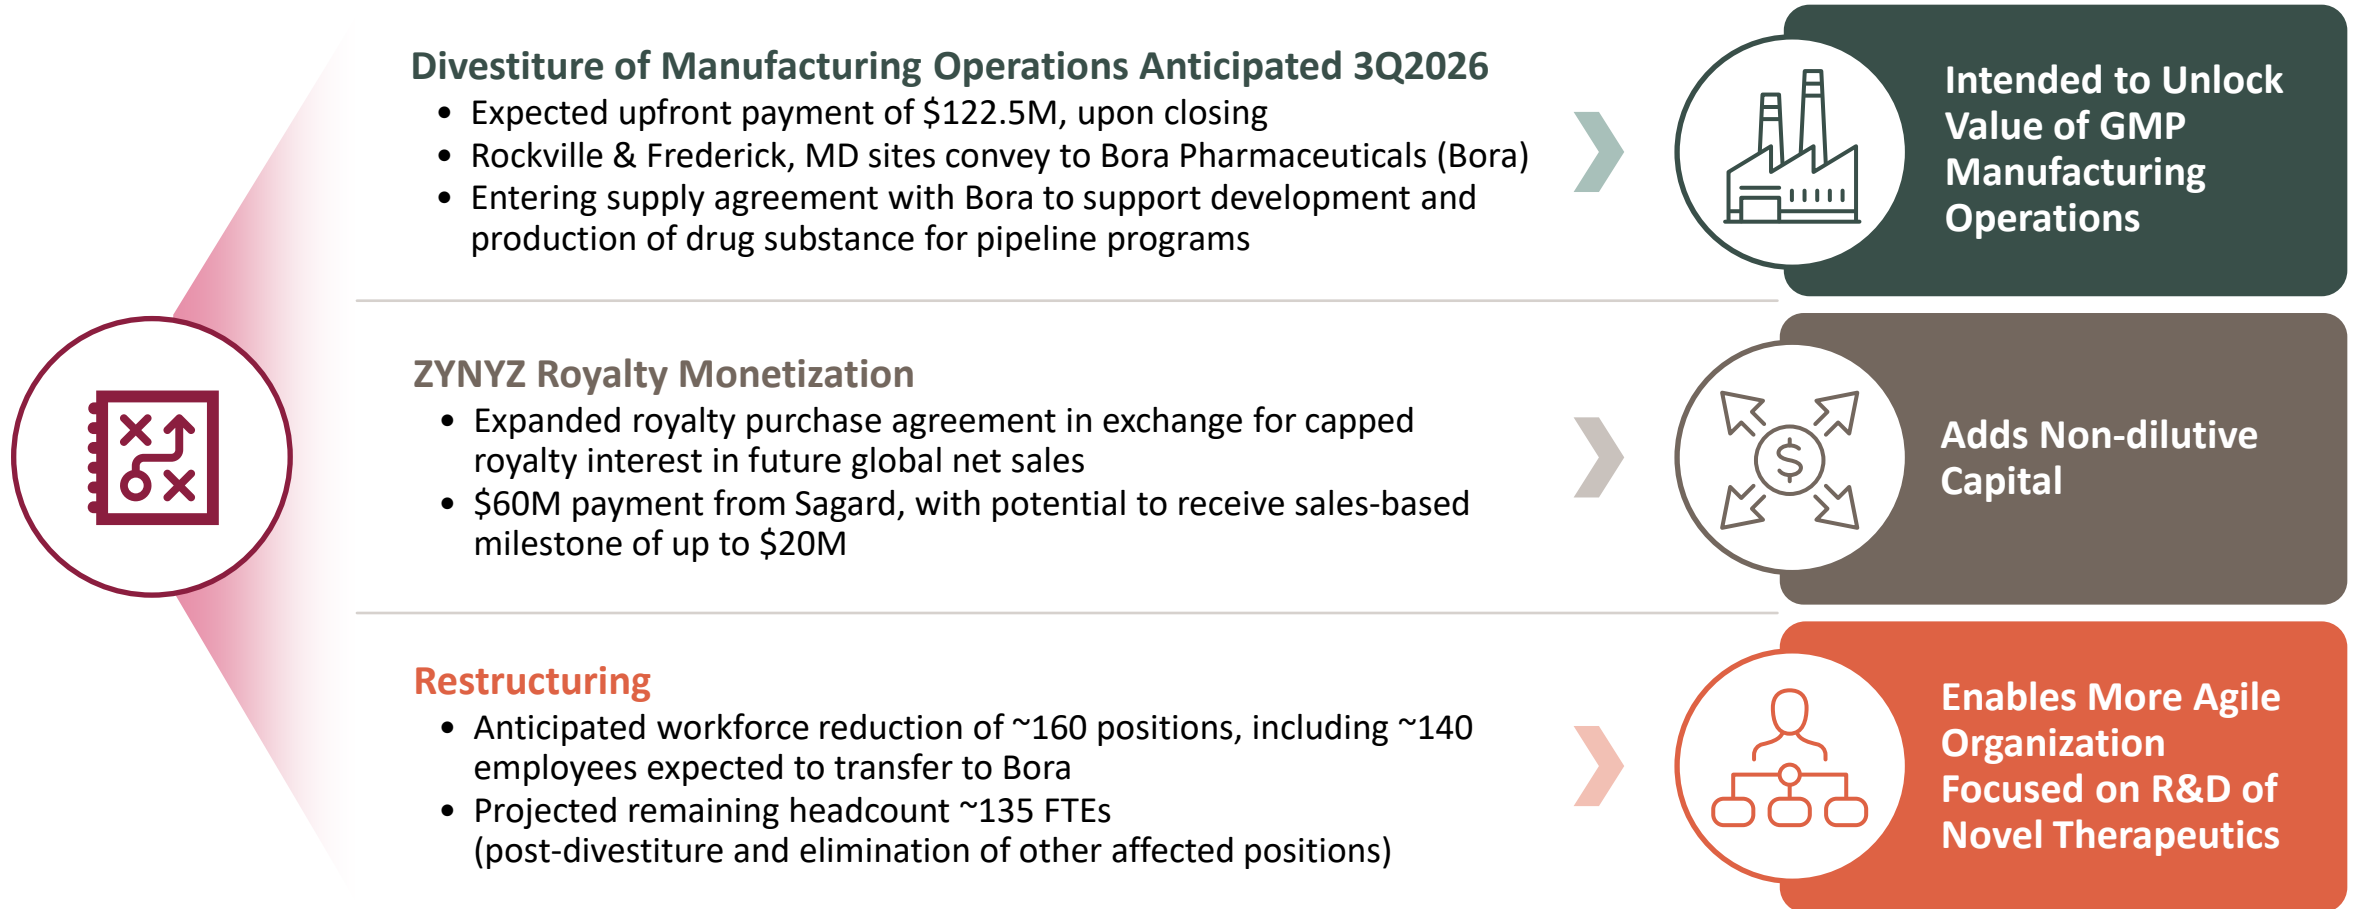 Divestiture of Manufacturing Operations Anticipated 3Q2026
• Expected upfront payment of $122.5M, upon closing
• Rockville & Frederick, MD sites convey to Bora Pharmaceuticals (Bora)
• Entering supply agreement with Bora to support development and
production of drug substance for pipeline programs
Intended to Unlock
Value of GMP
Manufacturing
Operations
ZYNYZ Royalty Monetization
• Expanded royalty purchase agreement in exchange for capped
royalty interest in future global net sales
• $60M payment from Sagard, with potential to receive sales-based
milestone of up to $20M
$
Adds Non-dilutive
Capital
Restructuring
• Anticipated workforce reduction of ~160 positions, including ~140
employees expected to transfer to Bora
• Projected remaining headcount ~135 FTEs
(post-divestiture and elimination of other affected positions)
Enables More Agile
Organization
Focused on R&D of
Novel Therapeutics